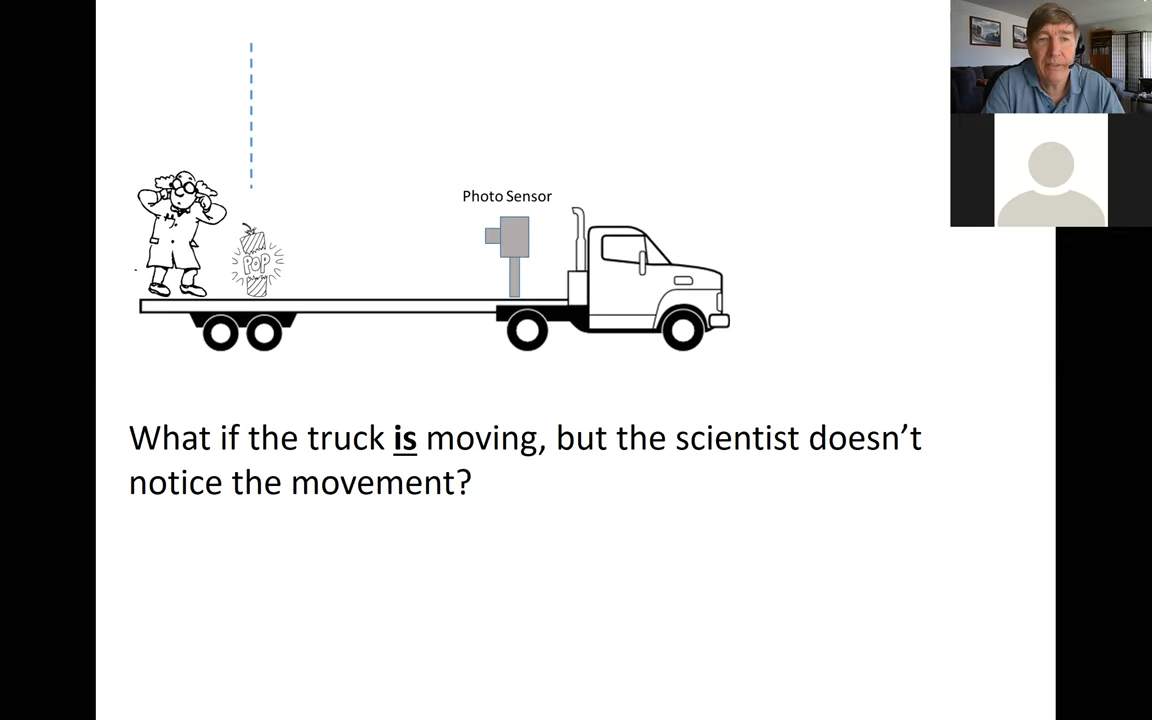 Photo Sensor
POP
What if the truck is moving, but the scientist doesn’t
notice the movement?